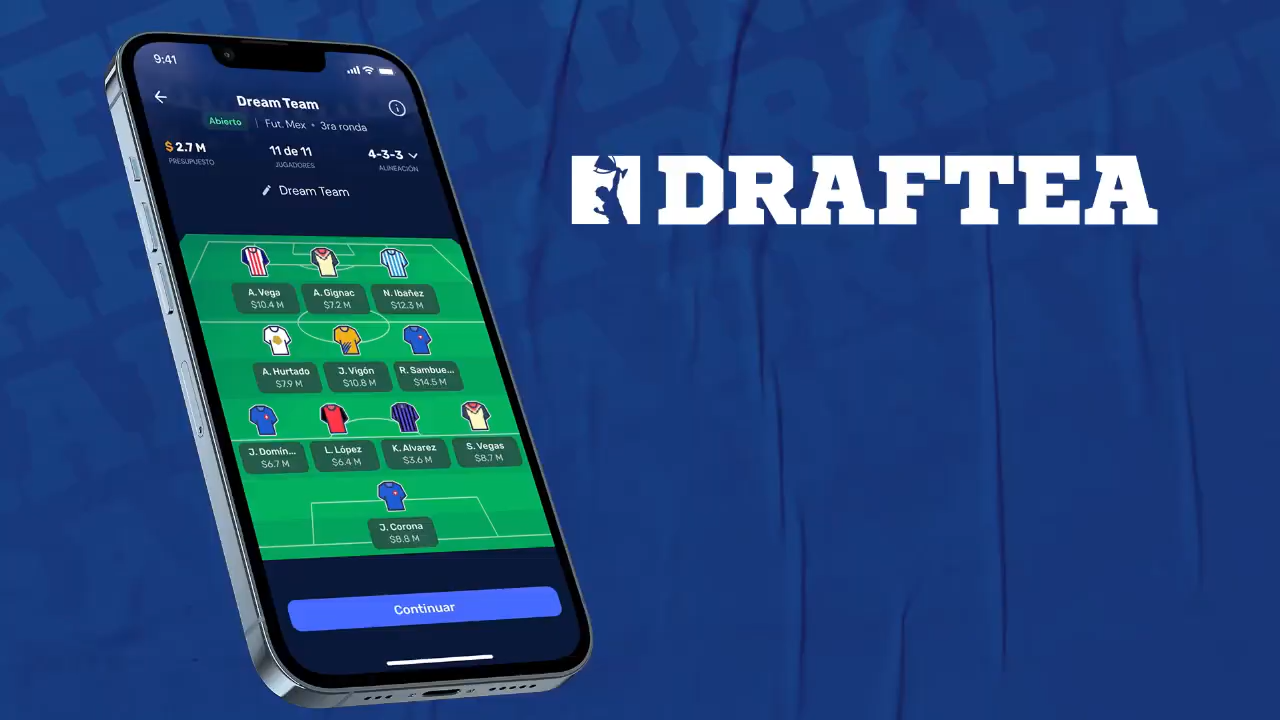 9:41
Dream Team
Abierto | Fut. Mex • 3ra ronda
$ 2.7 M
PRESUPUESTO
11 de 11
JUGADORES
4-3-3
ALINEACIÓN
Dream Team
A. Vega
$10.4 M
A. Gignac
$7.2 M
N. Ibáñez
$12.3 M
A. Hurtado
$7.9 M
J. Vigón
$10.8 M
R. Sambue...
$14.5 M
J. Domin...
$6.7 M
L. López
$6.4 M
K. Alvarez
$3.6 M
S. Vegas
$8.7 M
J. Corona
$8.8 M
Continuar
DRAFTEA